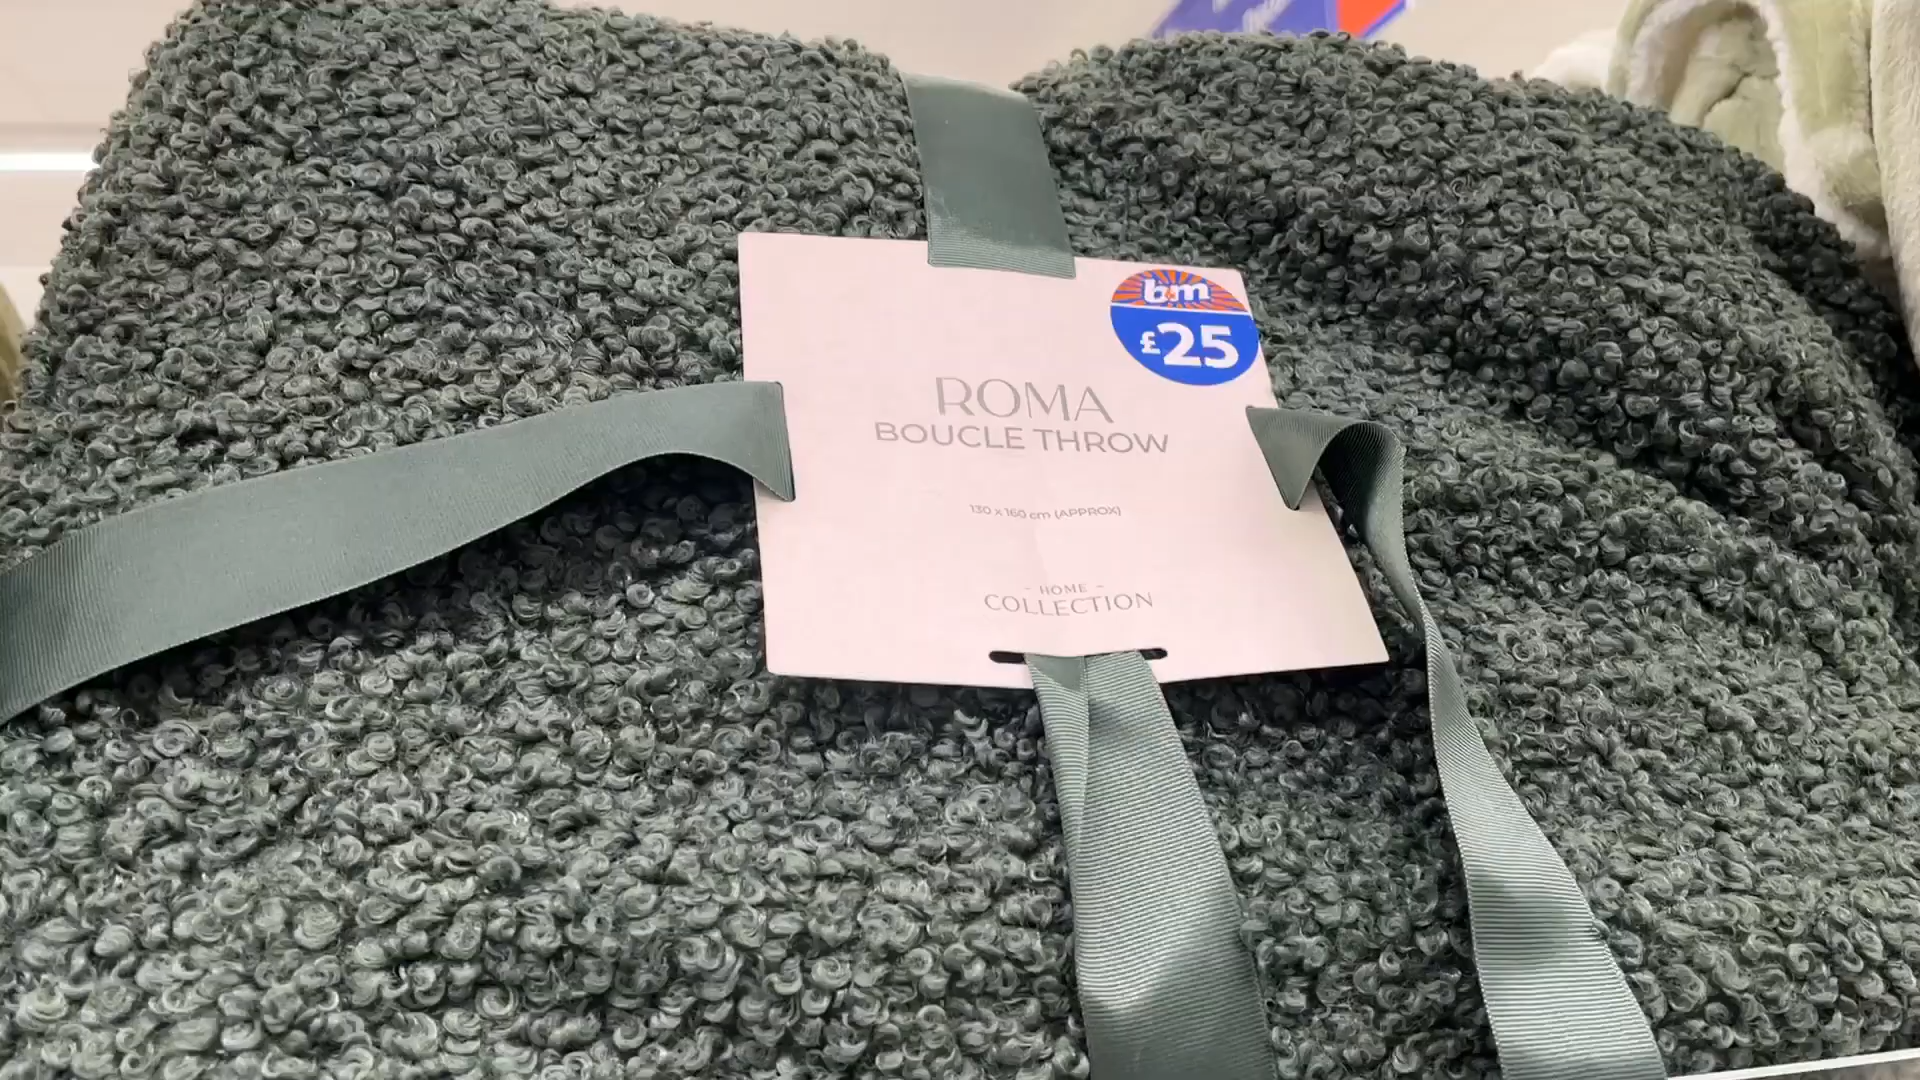 b&m
£25
ROMA
BOUCLE THROW
130 x 160 cm (APPROX)
- HOME -
COLLECTION